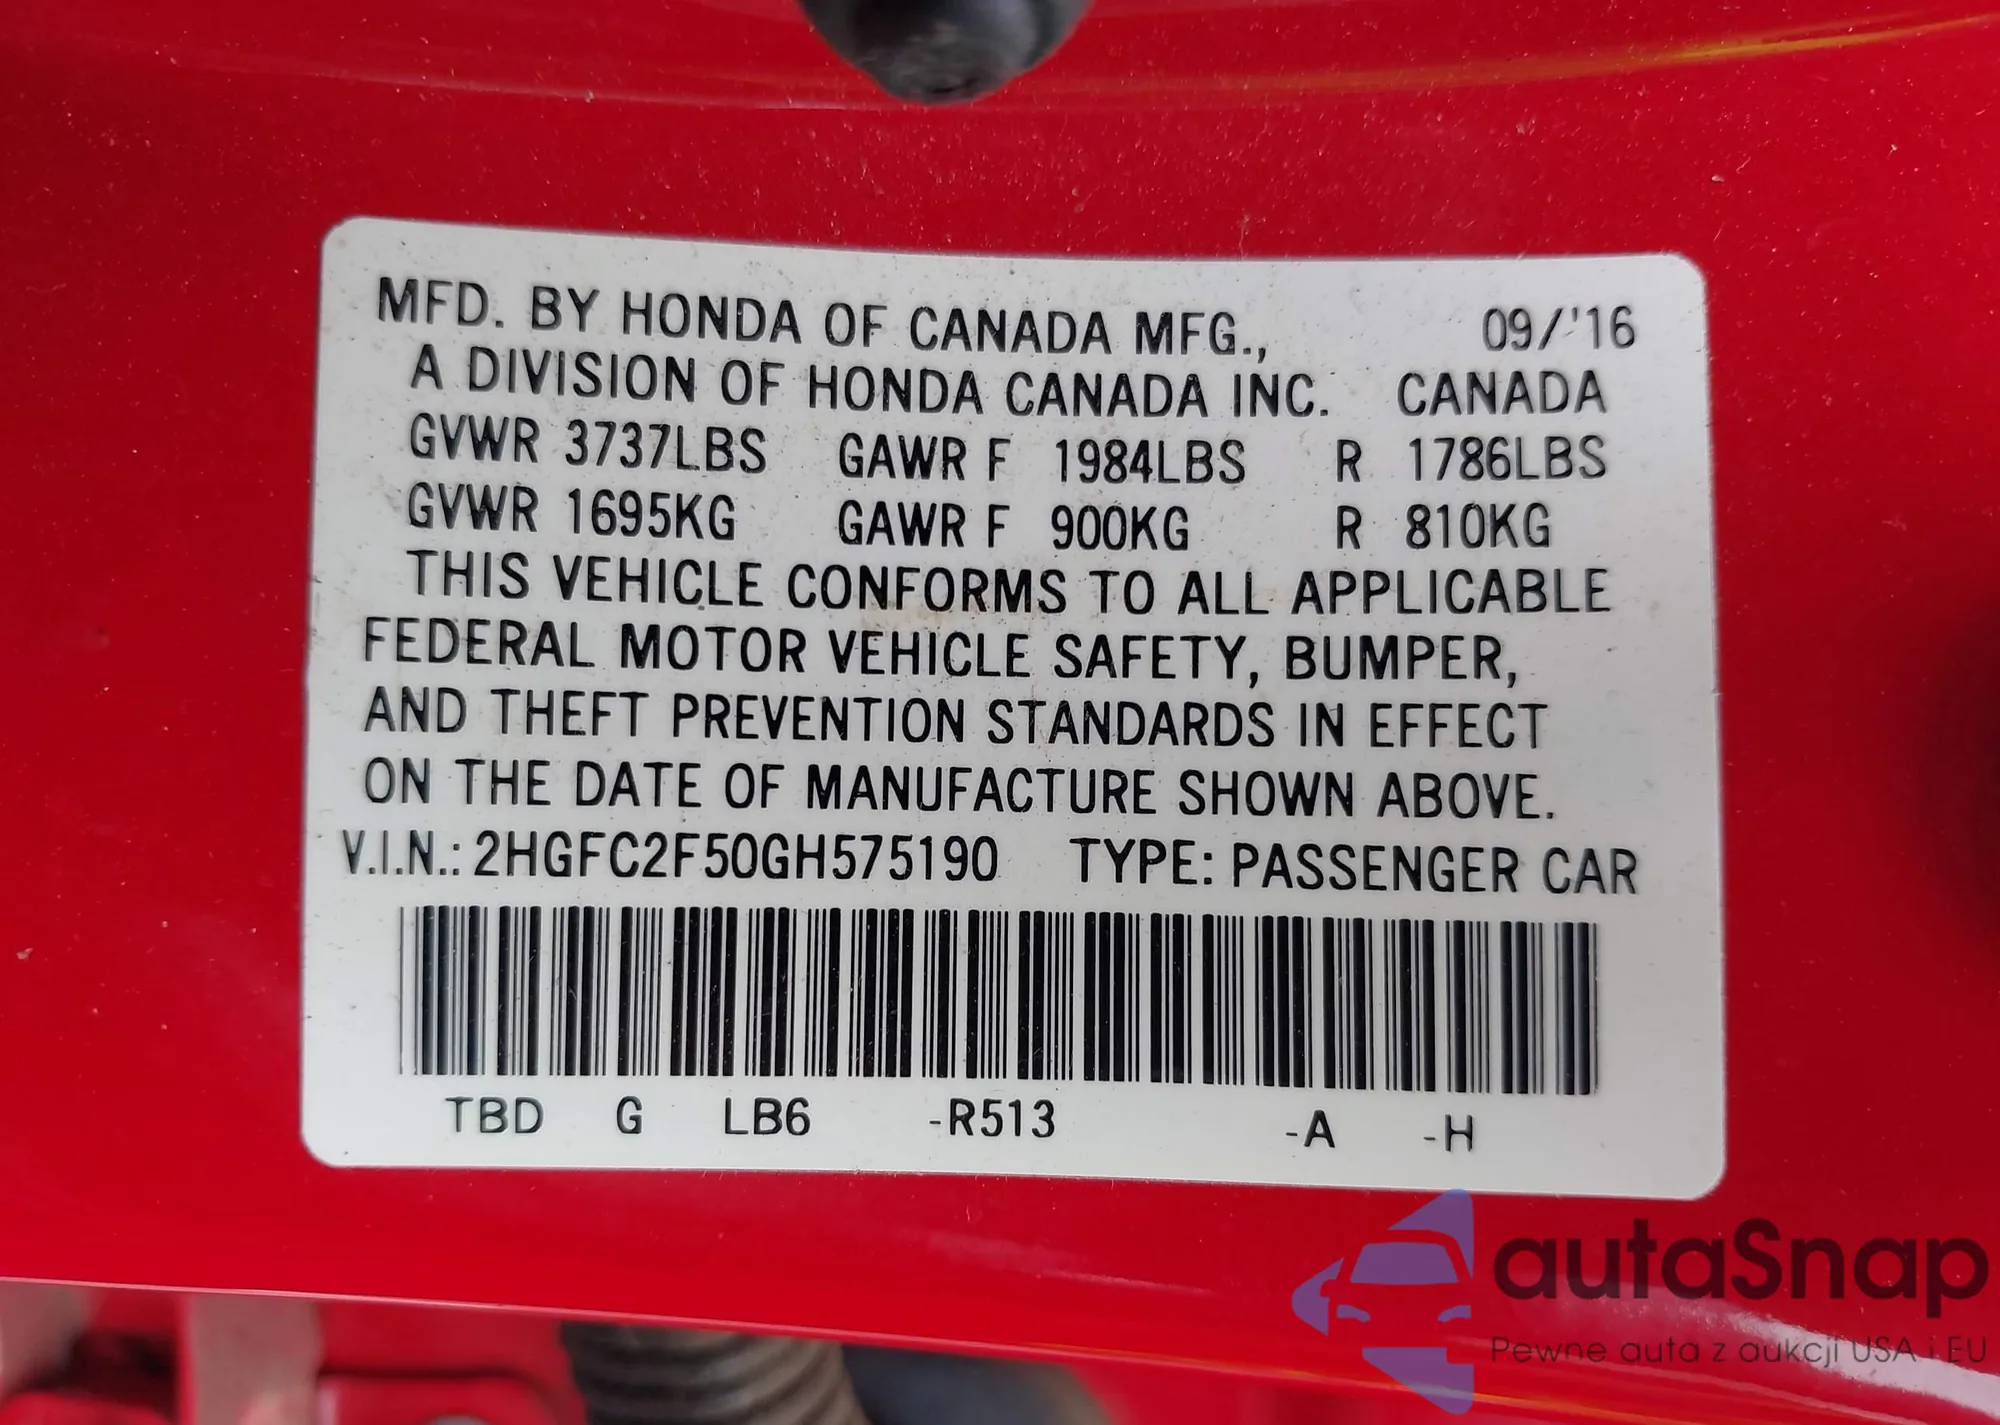 MFD. BY HONDA OF CANADA MFG., 09/'16
A DIVISION OF HONDA CANADA INC. CANADA
GVWR 3737LBS GAWR F 1984LBS R 1786LBS
GVWR 1695KG GAWR F 900KG R 810KG
THIS VEHICLE CONFORMS TO ALL APPLICABLE
FEDERAL MOTOR VEHICLE SAFETY, BUMPER,
AND THEFT PREVENTION STANDARDS IN EFFECT
ON THE DATE OF MANUFACTURE SHOWN ABOVE.
V.I.N.: 2HGFC2F50GH575190 TYPE: PASSENGER CAR
TBD G LB6 -R513 -A -H
autaSnap
Pewne auta z aukcji USA i EU